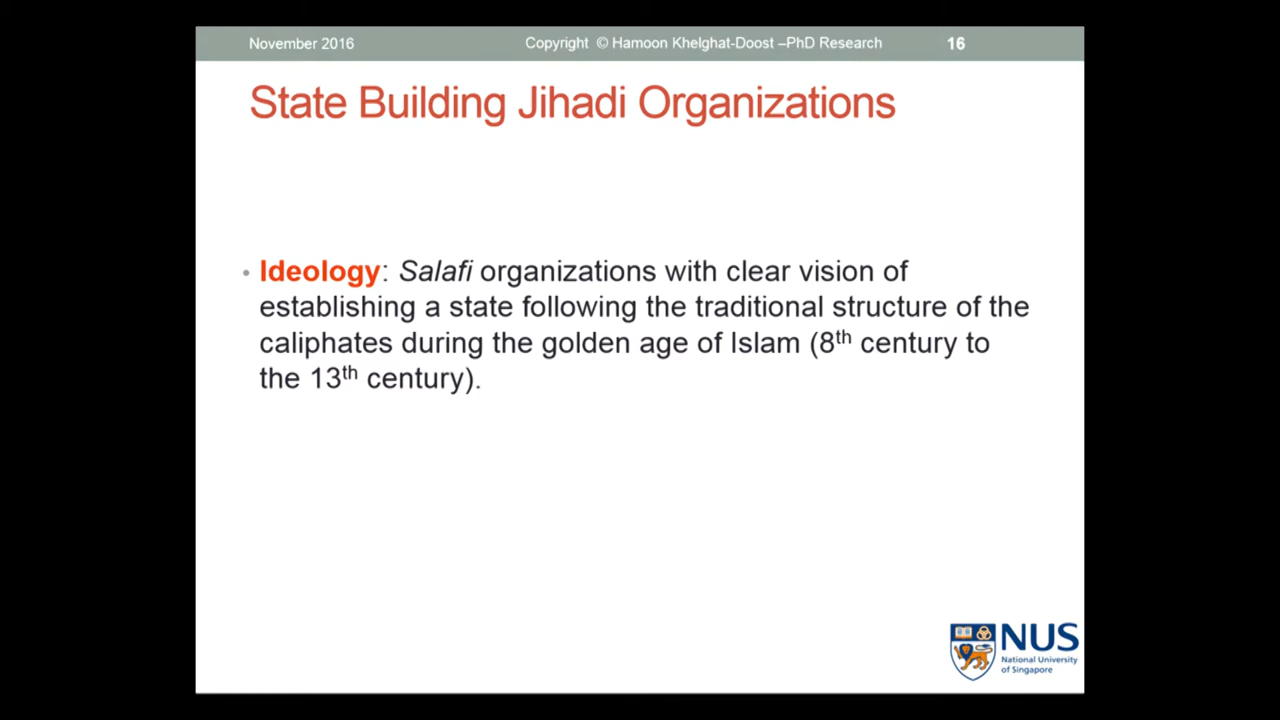 November 2016 Copyright © Hamoon Khelghat-Doost –PhD Research 16
State Building Jihadi Organizations
• Ideology: Salafi organizations with clear vision of
establishing a state following the traditional structure of the
caliphates during the golden age of Islam (8th century to
the 13th century).
NUS
National University
of Singapore